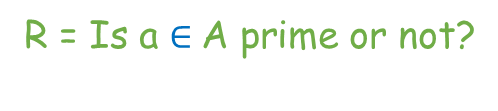 R = Is a ∈ A prime or not?